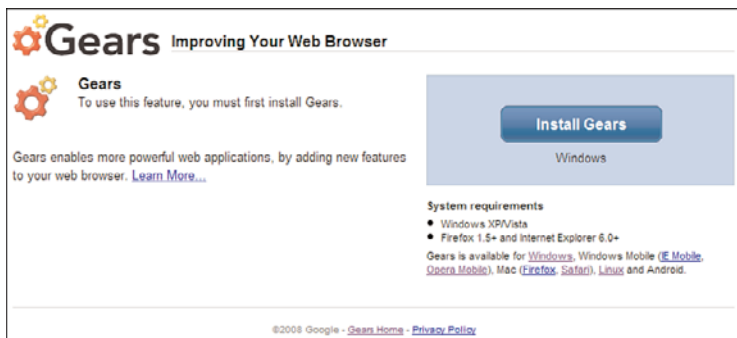 Gears Improving Your Web Browser
Gears
To use this feature, you must first install Gears.
Gears enables more powerful web applications, by adding new features
to your web browser. Learn More...
Install Gears
Windows
System requirements
• Windows XP/Vista
• Firefox 1.5+ and Internet Explorer 6.0+
Gears is available for Windows, Windows Mobile (IE Mobile,
Opera Mobile), Mac (Firefox, Safari), Linux and Android.
©2008 Google - Gears Home - Privacy Policy